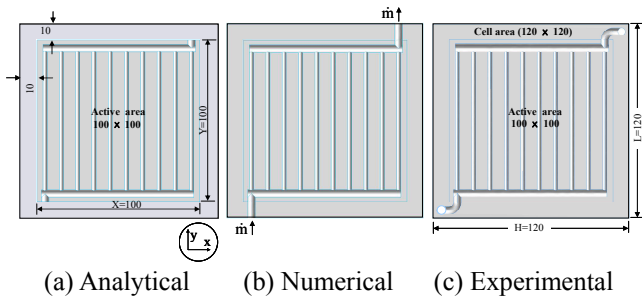 10
10
Active area
100 x 100
Y=100
X=100
y
x
ṁ
ṁ
Cell area (120 x 120)
Active area
100 x 100
L=120
H=120
(a) Analytical
(b) Numerical
(c) Experimental